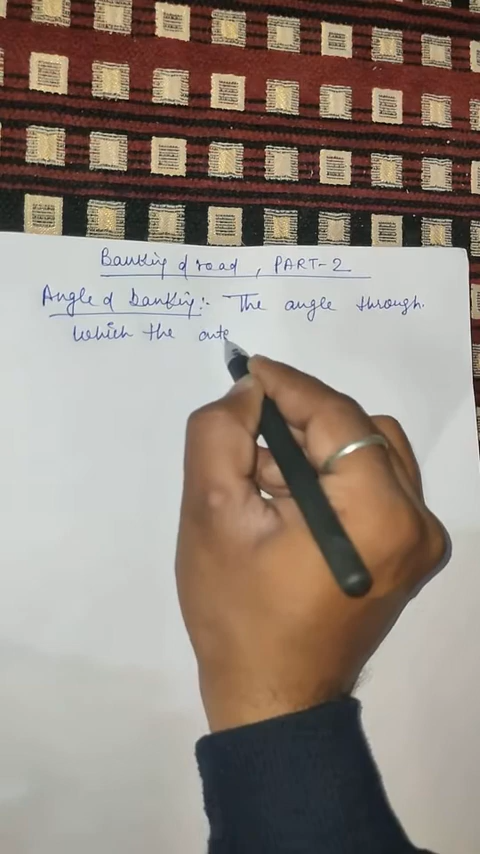 Banking of road, PART-2
Angle of banking:- The angle through.
which the oute